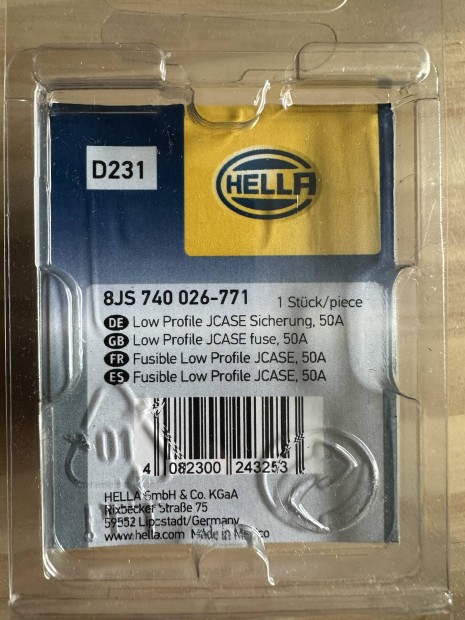 D231
HELLA
8JS 740 026-771 1 Stück/piece
DE Low Profile JCASE Sicherung, 50A
GB Low Profile JCASE fuse, 50A
FR Fusible Low Profile JCASE, 50A
ES Fusible Low Profile JCASE, 50A
4 082300 243253
HELLA GmbH & Co. KGaA
Rixbecker Straße 75
59552 Lippstadt/Germany
www.hella.com Made in Mexico